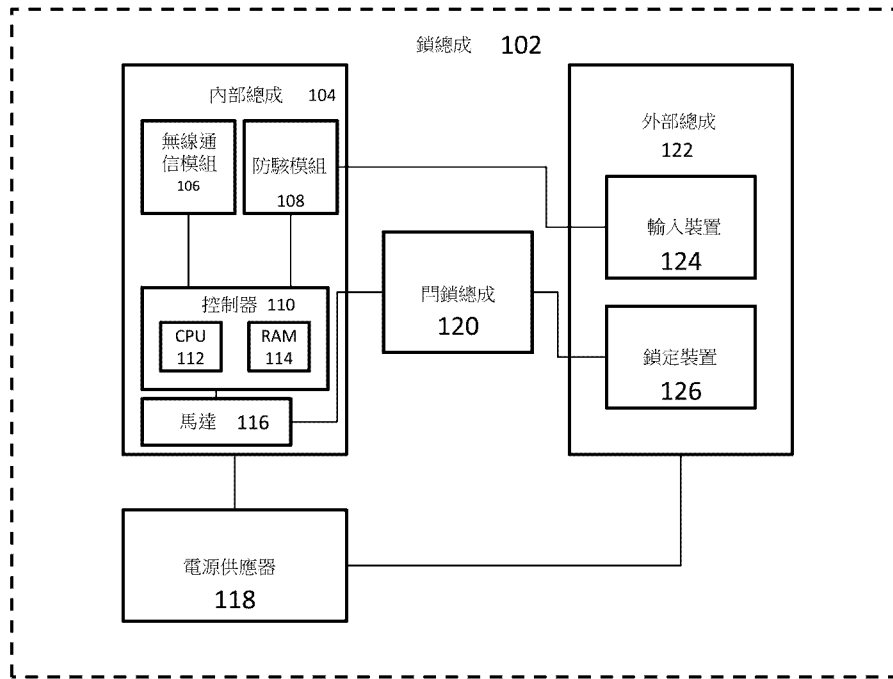 鎖總成 102
內部總成 104
無線通
信模組
106
防駭模組
108
控制器 110
CPU
112
RAM
114
馬達 116
電源供應器
118
閂鎖總成
120
外部總成
122
輸入裝置
124
鎖定裝置
126